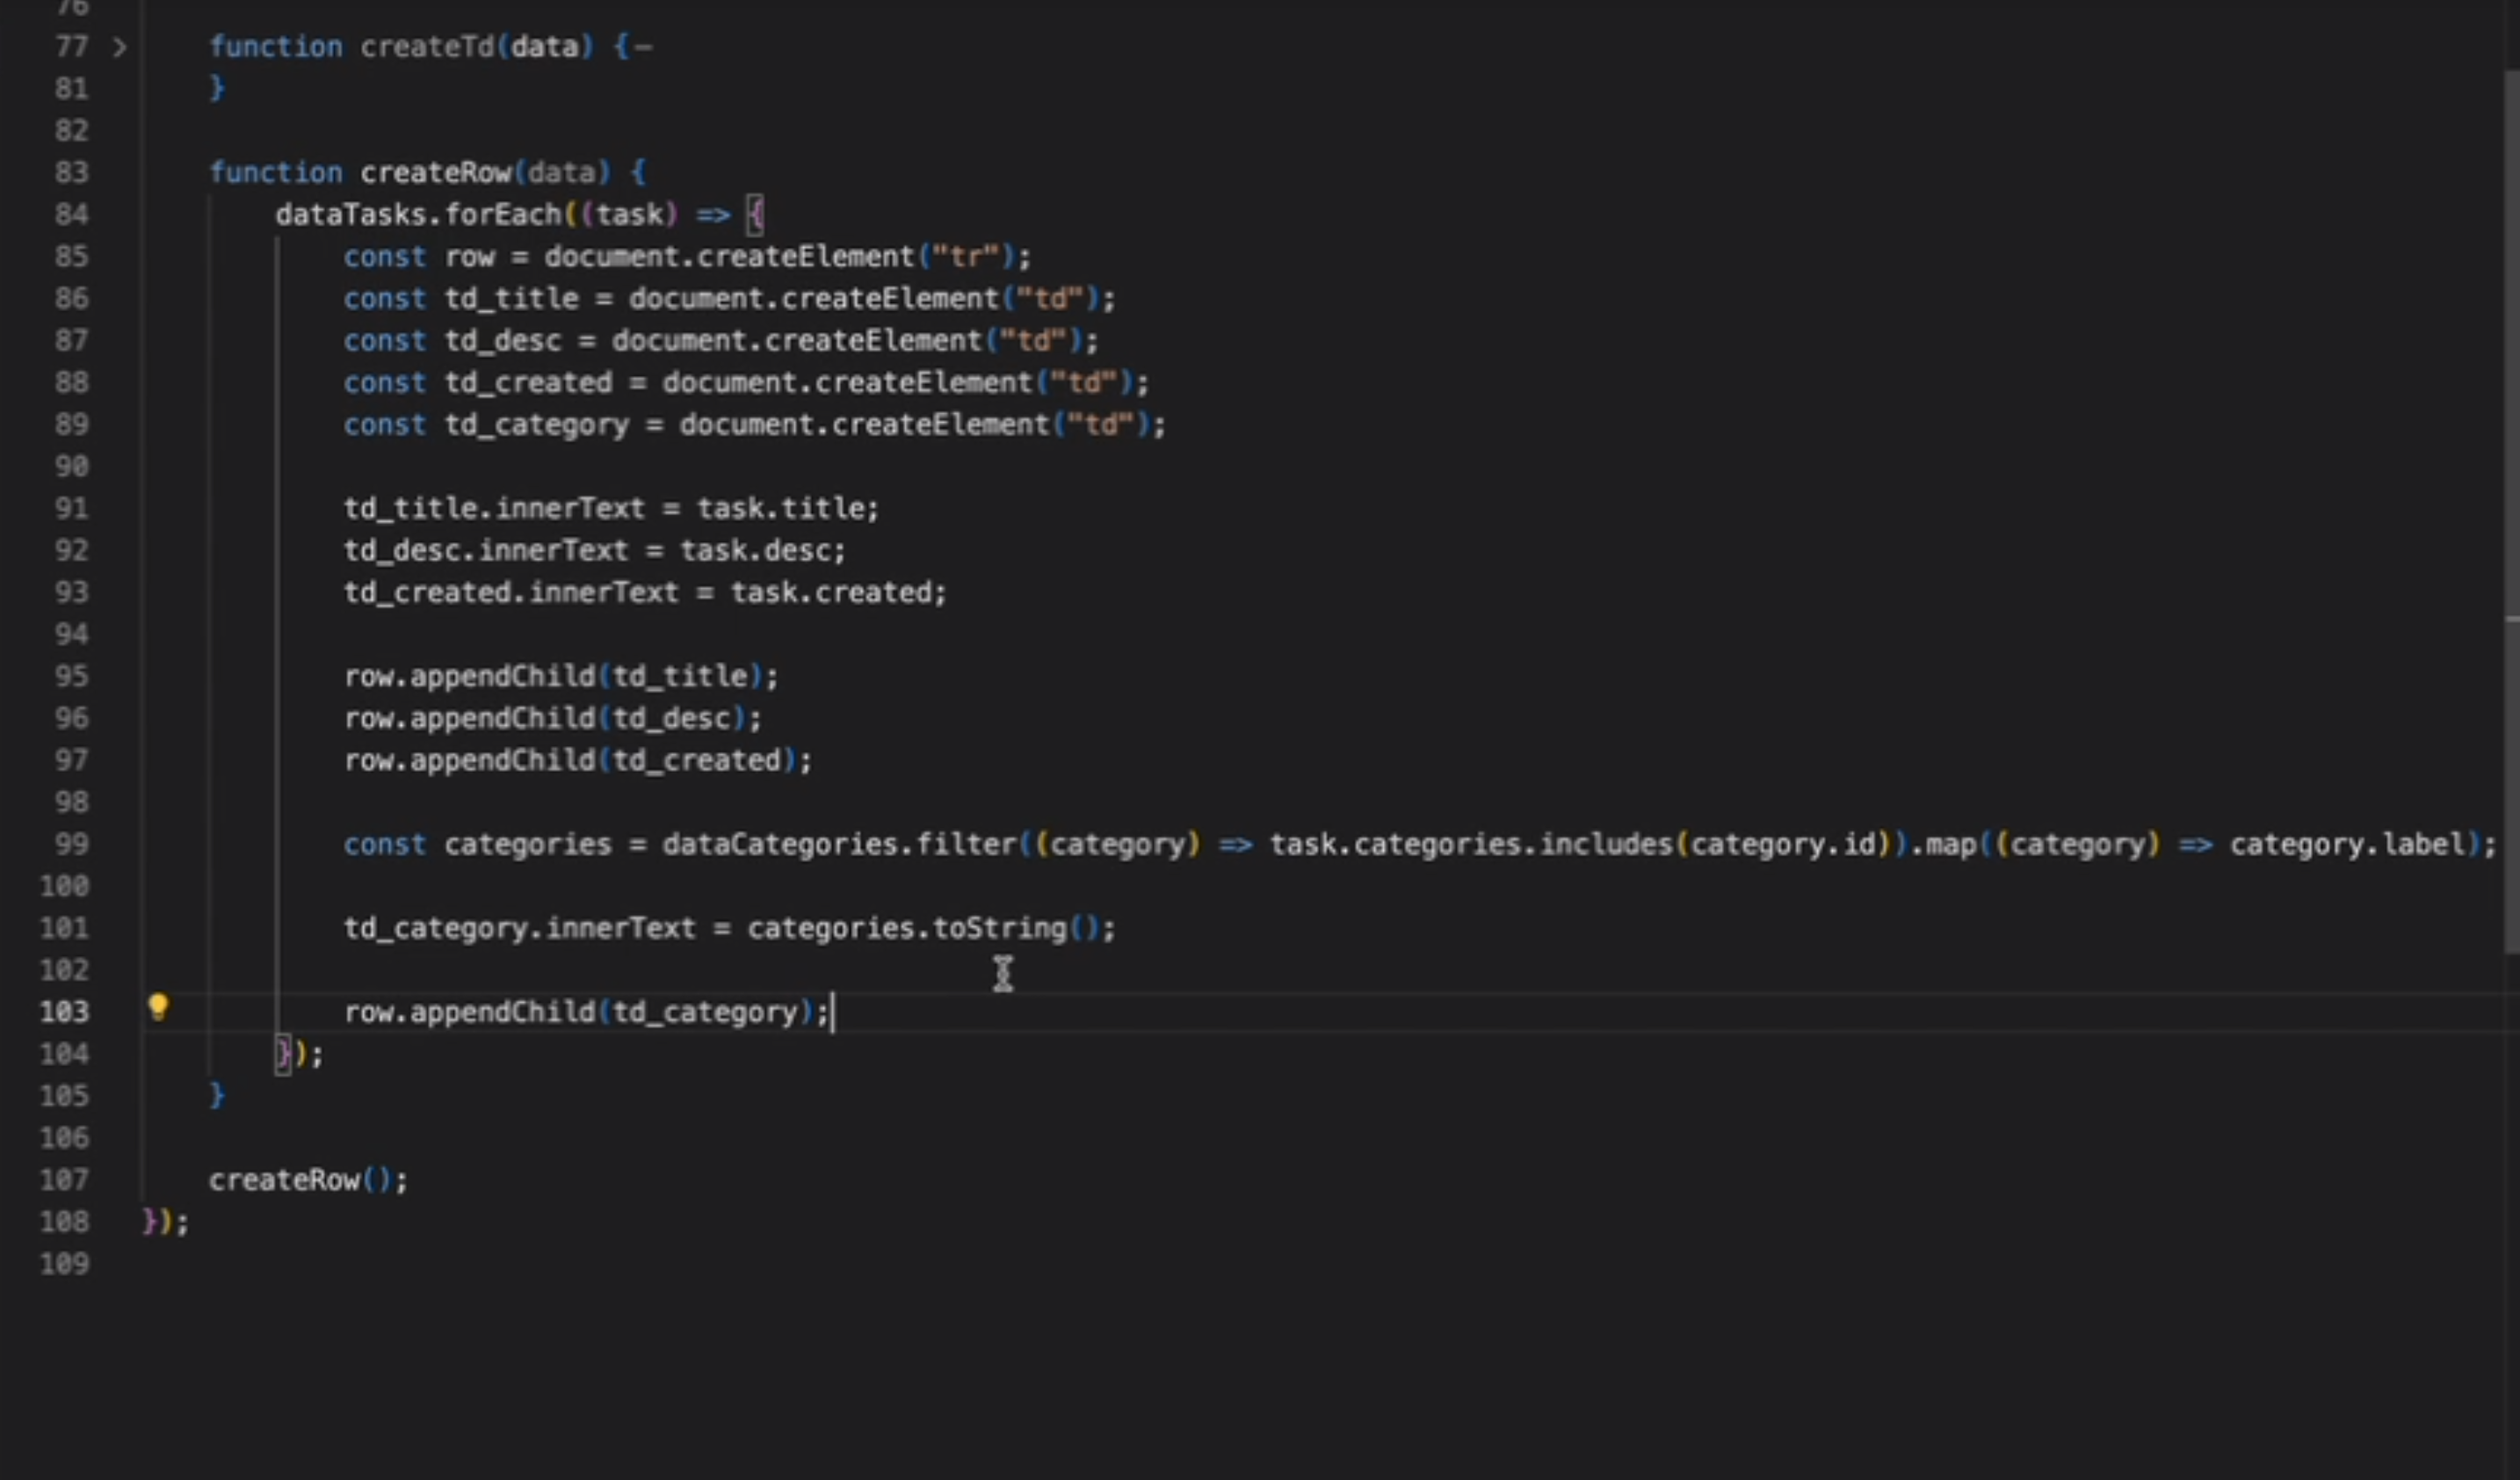 76
77 > function createTd(data) {–
81 }
82
83 function createRow(data) {
84 dataTasks.forEach((task) => {
85 const row = document.createElement("tr");
86 const td_title = document.createElement("td");
87 const td_desc = document.createElement("td");
88 const td_created = document.createElement("td");
89 const td_category = document.createElement("td");
90
91 td_title.innerText = task.title;
92 td_desc.innerText = task.desc;
93 td_created.innerText = task.created;
94
95 row.appendChild(td_title);
96 row.appendChild(td_desc);
97 row.appendChild(td_created);
98
99 const categories = dataCategories.filter((category) => task.categories.includes(category.id)).map((category) => category.label);
100
101 td_category.innerText = categories.toString();
102
103 row.appendChild(td_category);
104 });
105 }
106
107 createRow();
108 });
109